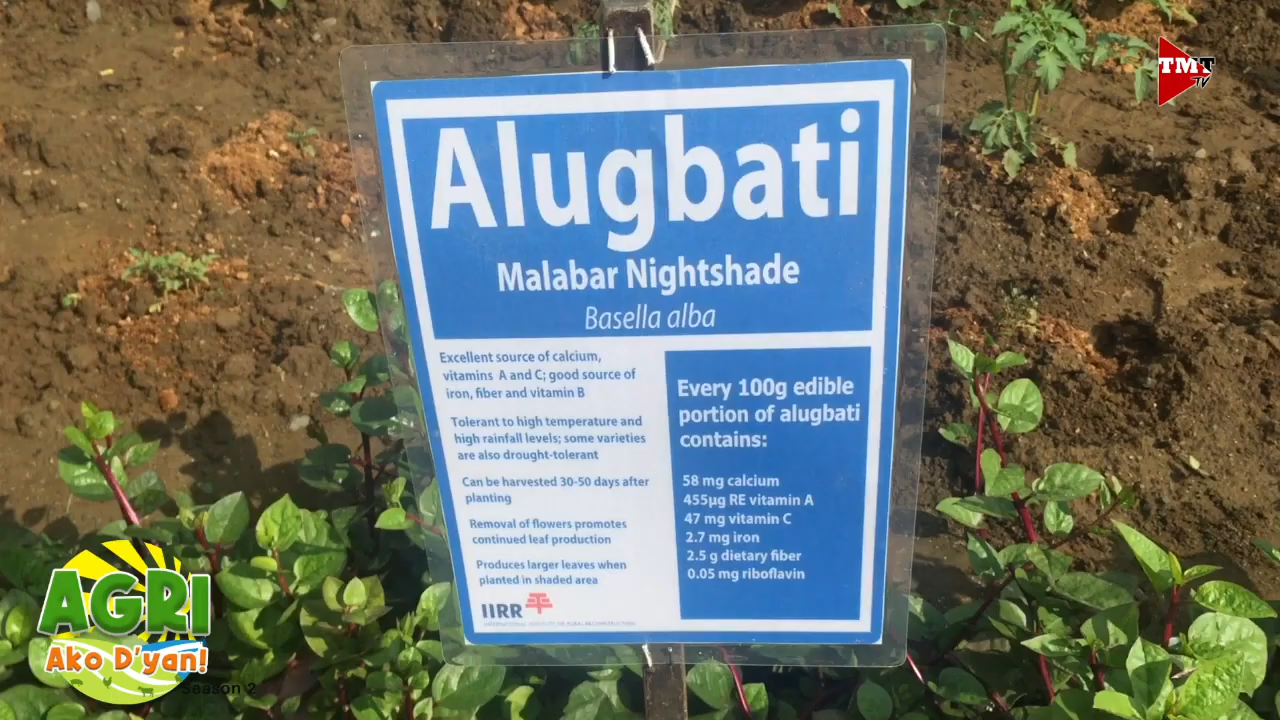 TMT
TV
Alugbati
Malabar Nightshade
Basella alba
Excellent source of calcium,
vitamins A and C; good source of
iron, fiber and vitamin B
Tolerant to high temperature and
high rainfall levels; some varieties
are also drought-tolerant
Can be harvested 30-50 days after
planting
Removal of flowers promotes
continued leaf production
Produces larger leaves when
planted in shaded area
IIRR
INTERNATIONAL INSTITUTE OF RURAL RECONSTRUCTION
Every 100g edible
portion of alugbati
contains:
58 mg calcium
455µg RE vitamin A
47 mg vitamin C
2.7 mg iron
2.5 g dietary fiber
0.05 mg riboflavin
AGRI
Ako D'yan!
Season 2